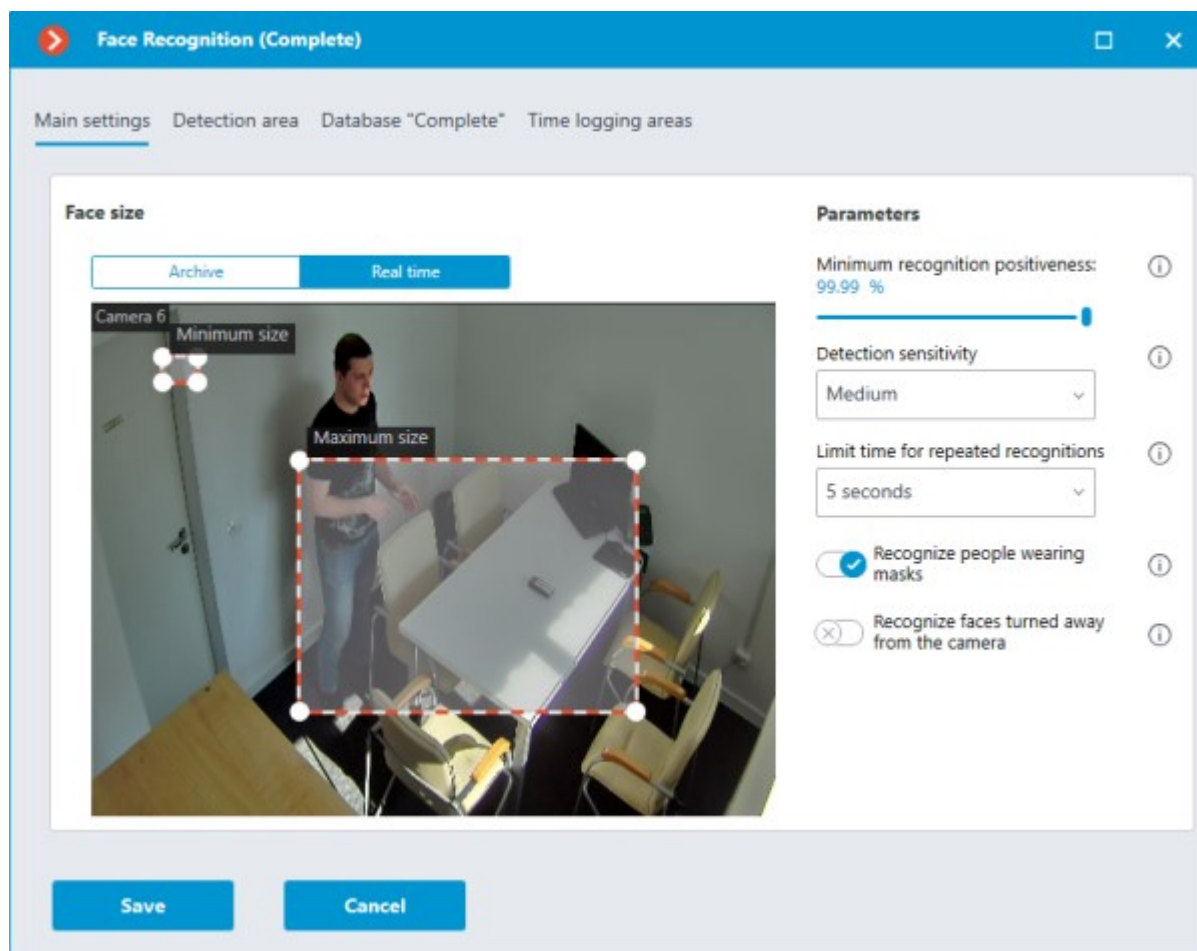 Face Recognition (Complete)
Main settings Detection area Database "Complete" Time logging areas
Face size
Archive Real time
Camera 6
Minimum size
Maximum size
Parameters
Minimum recognition positiveness:
99.99 %
Detection sensitivity
Medium
Limit time for repeated recognitions
5 seconds
Recognize people wearing
masks
Recognize faces turned away
from the camera
Save Cancel